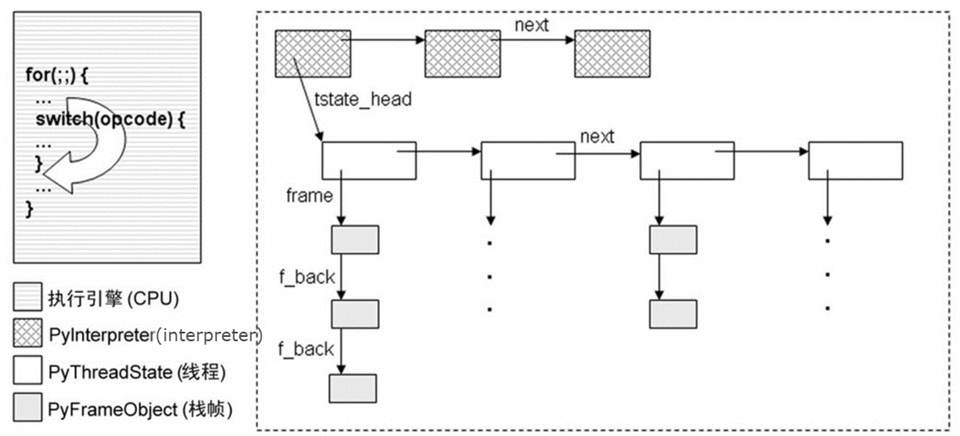 for(;;) {
...
switch(opcode) {
...
}
...
}
next
tstate_head
next
frame
f_back
f_back
执行引擎 (CPU)
PyInterpreter(interpreter)
PyThreadState (线程)
PyFrameObject (栈帧)